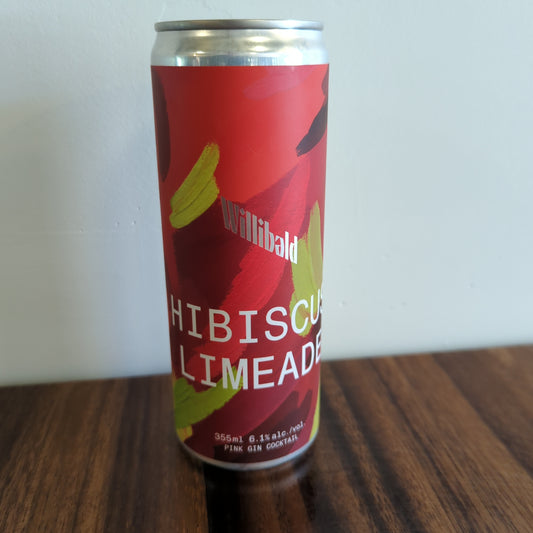 Willibald
HIBISCUS
LIMEADE
355ml 6.1% alc./vol.
PINK GIN COCKTAIL